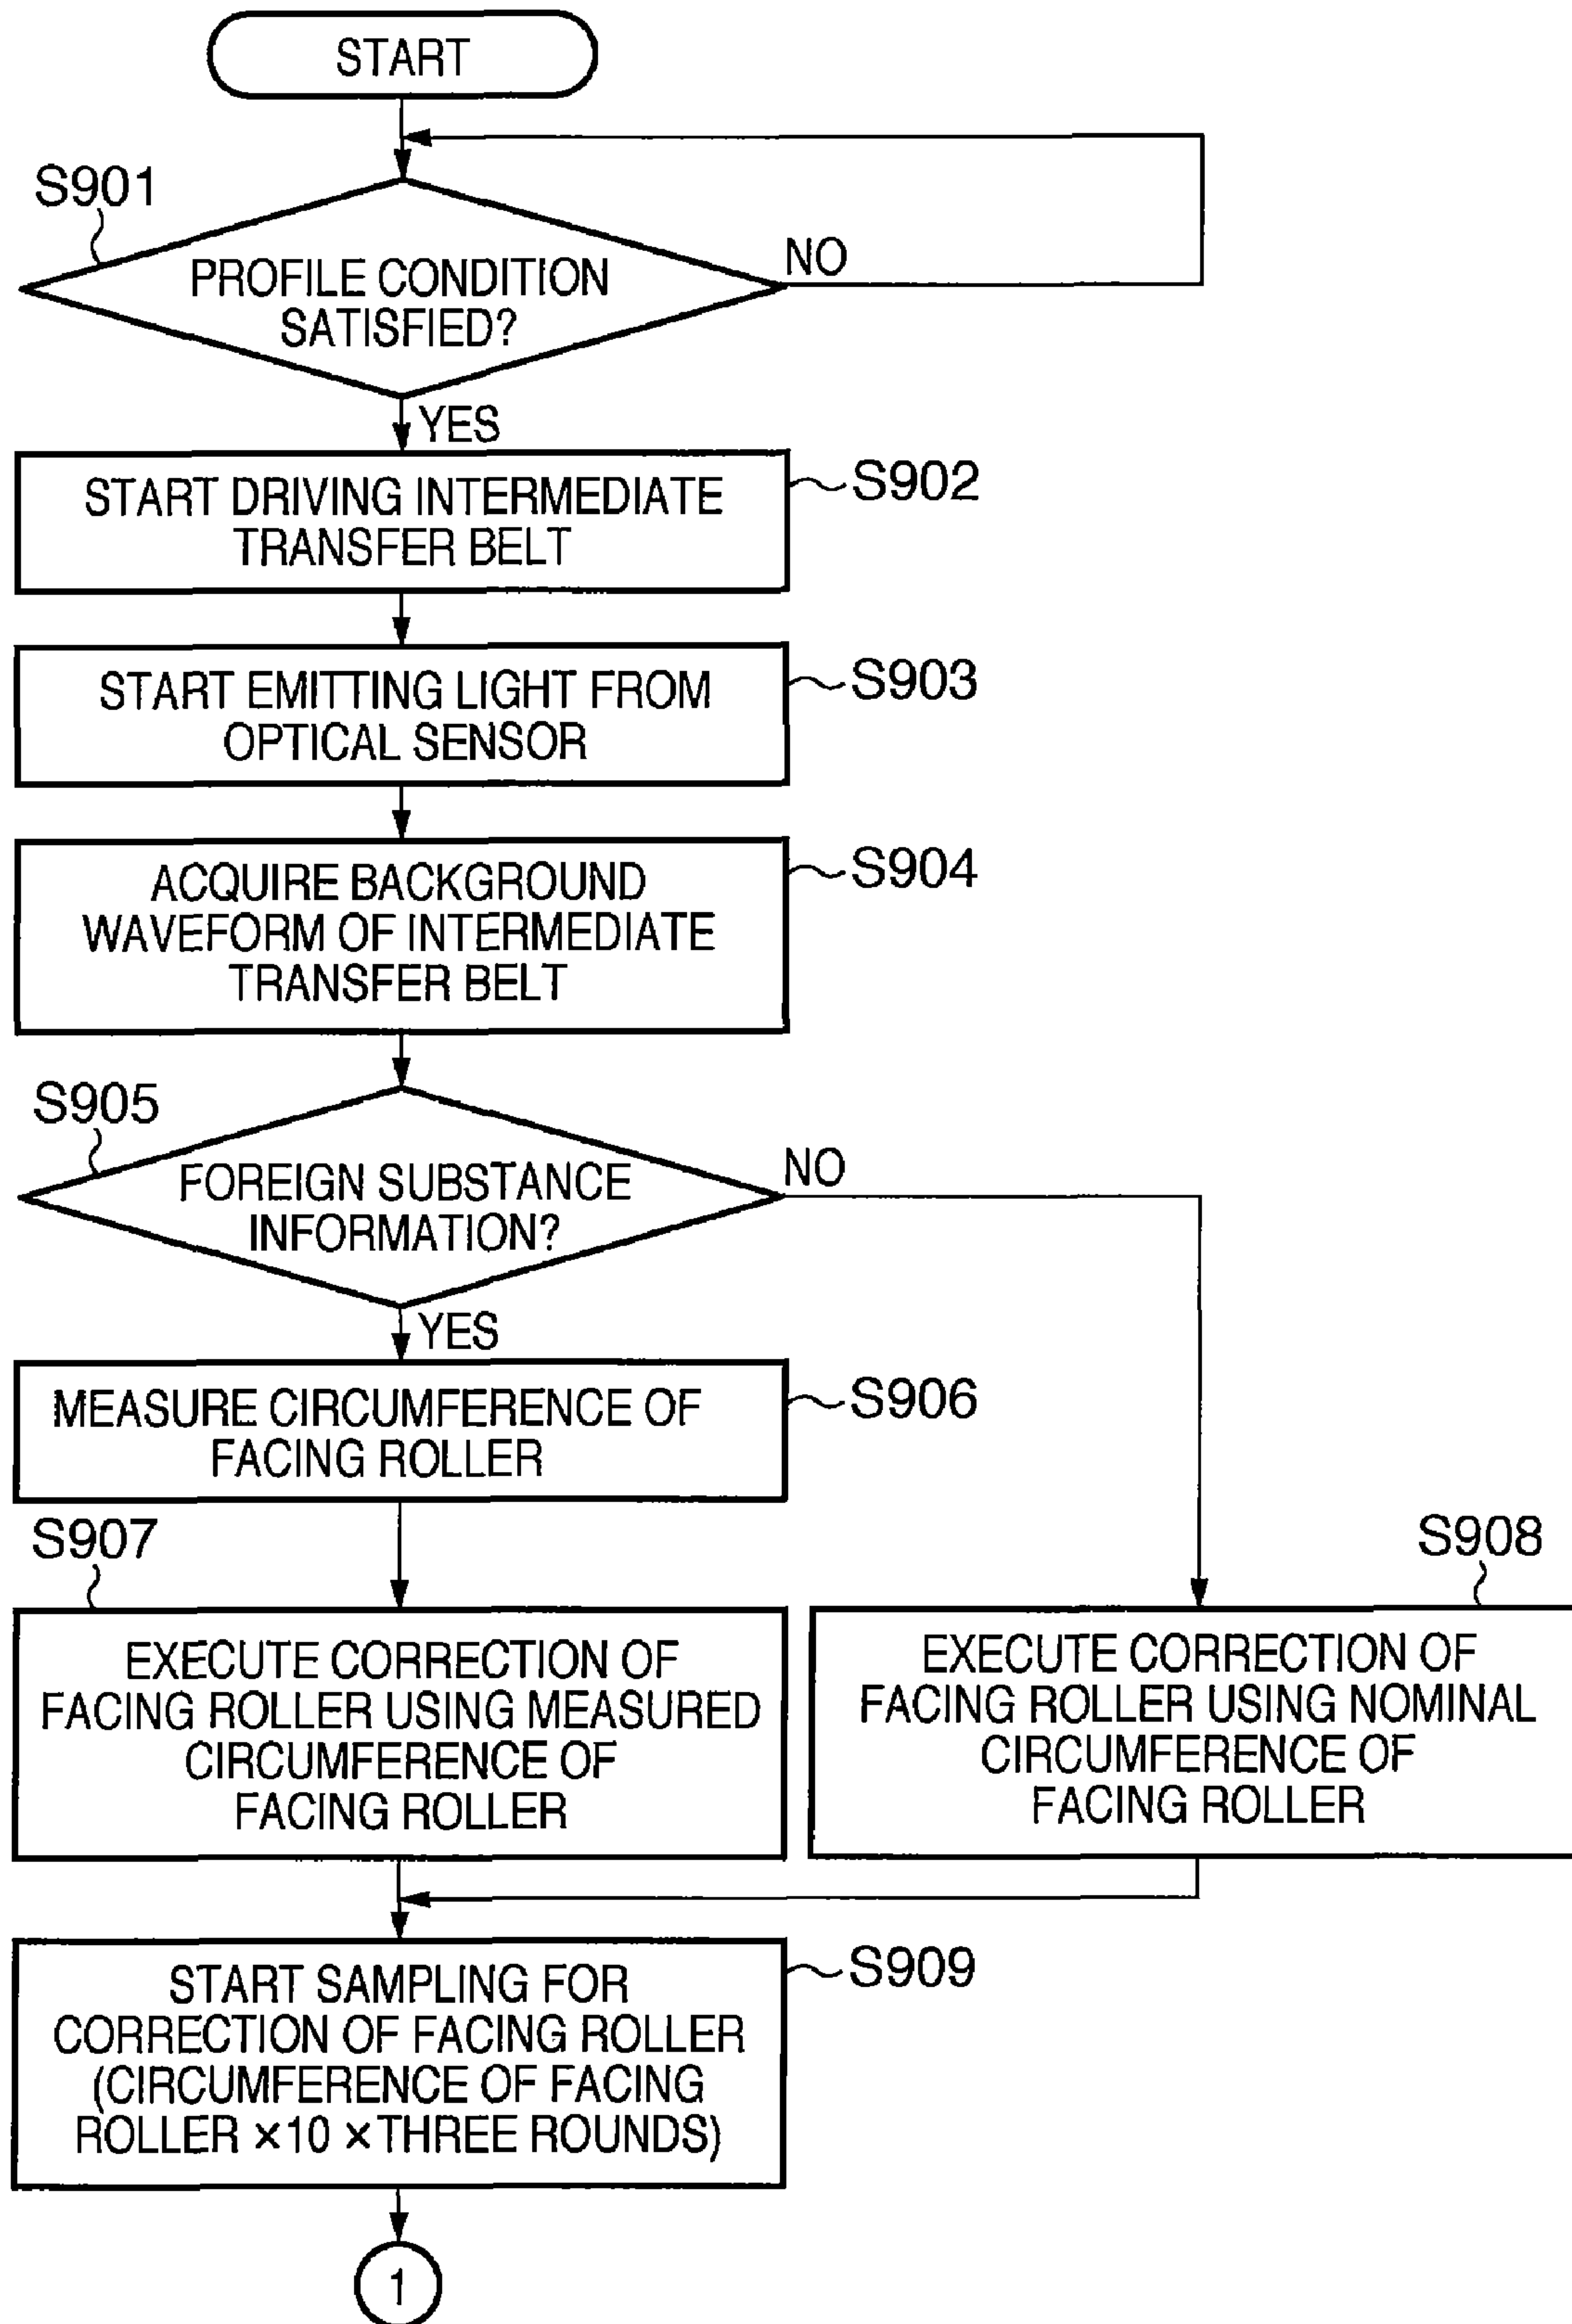 START
S901
PROFILE CONDITION
SATISFIED?
NO
YES
START DRIVING INTERMEDIATE
TRANSFER BELT
S902
START EMITTING LIGHT FROM
OPTICAL SENSOR
S903
ACQUIRE BACKGROUND
WAVEFORM OF INTERMEDIATE
TRANSFER BELT
S904
S905
FOREIGN SUBSTANCE
INFORMATION?
NO
YES
MEASURE CIRCUMFERENCE OF
FACING ROLLER
S906
S907
EXECUTE CORRECTION OF
FACING ROLLER USING MEASURED
CIRCUMFERENCE OF
FACING ROLLER
S908
EXECUTE CORRECTION OF
FACING ROLLER USING NOMINAL
CIRCUMFERENCE OF
FACING ROLLER
START SAMPLING FOR
CORRECTION OF FACING ROLLER
(CIRCUMFERENCE OF FACING
ROLLER ×10 ×THREE ROUNDS)
S909
1